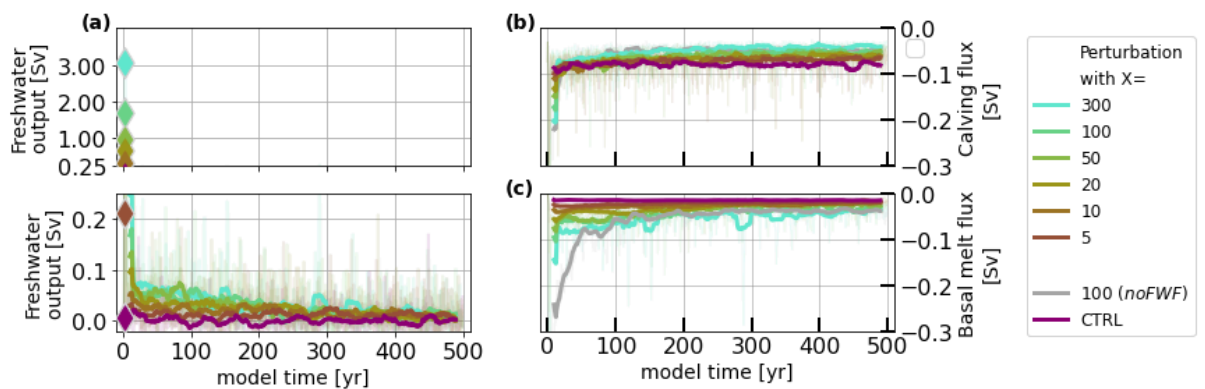 (a)
Freshwater
output [Sv]
3.00
2.00
1.00
0.25
Freshwater
output [Sv]
0.2
0.1
0.0
0 100 200 300 400 500
model time [yr]
(b)
0.0
−0.1
−0.2
−0.3
Calving flux
[Sv]
(c)
0.0
−0.1
−0.2
−0.3
Basal melt flux
[Sv]
0 100 200 300 400 500
model time [yr]
Perturbation
with X=
300
100
50
20
10
5
100 (noFWF)
CTRL